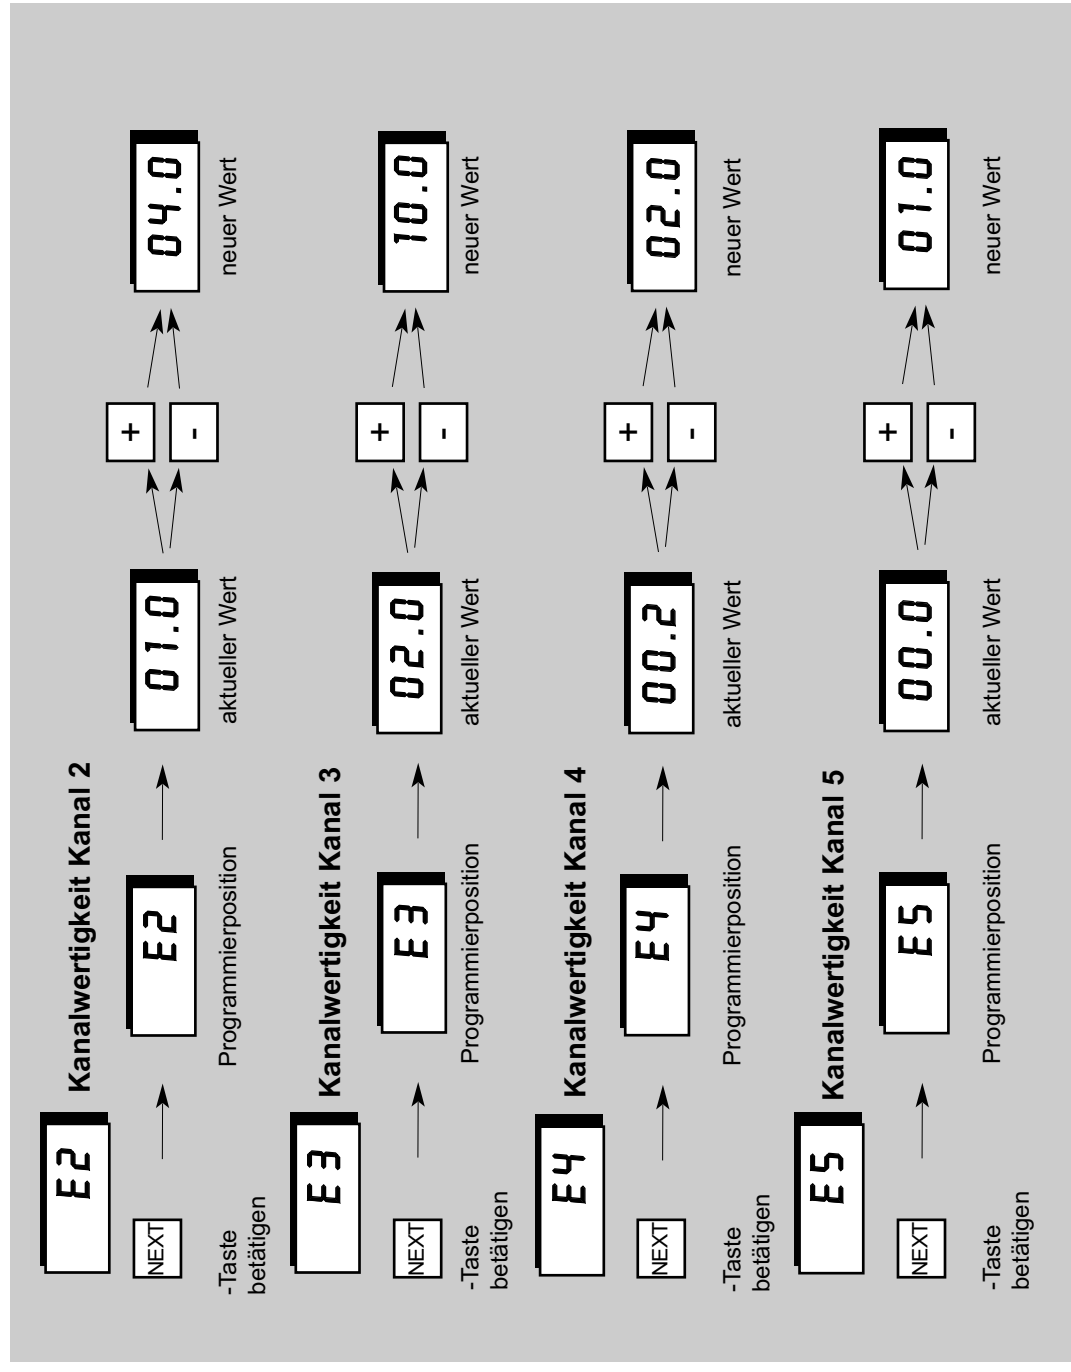 E2
Kanalwertigkeit Kanal 2
NEXT
E2
01.0
+
-
04.0
-Taste
betätigen
Programmierposition
aktueller Wert
neuer Wert
E3
Kanalwertigkeit Kanal 3
NEXT
E3
02.0
+
-
10.0
-Taste
betätigen
Programmierposition
aktueller Wert
neuer Wert
E4
Kanalwertigkeit Kanal 4
NEXT
E4
00.2
+
-
02.0
-Taste
betätigen
Programmierposition
aktueller Wert
neuer Wert
E5
Kanalwertigkeit Kanal 5
NEXT
E5
00.0
+
-
01.0
-Taste
betätigen
Programmierposition
aktueller Wert
neuer Wert